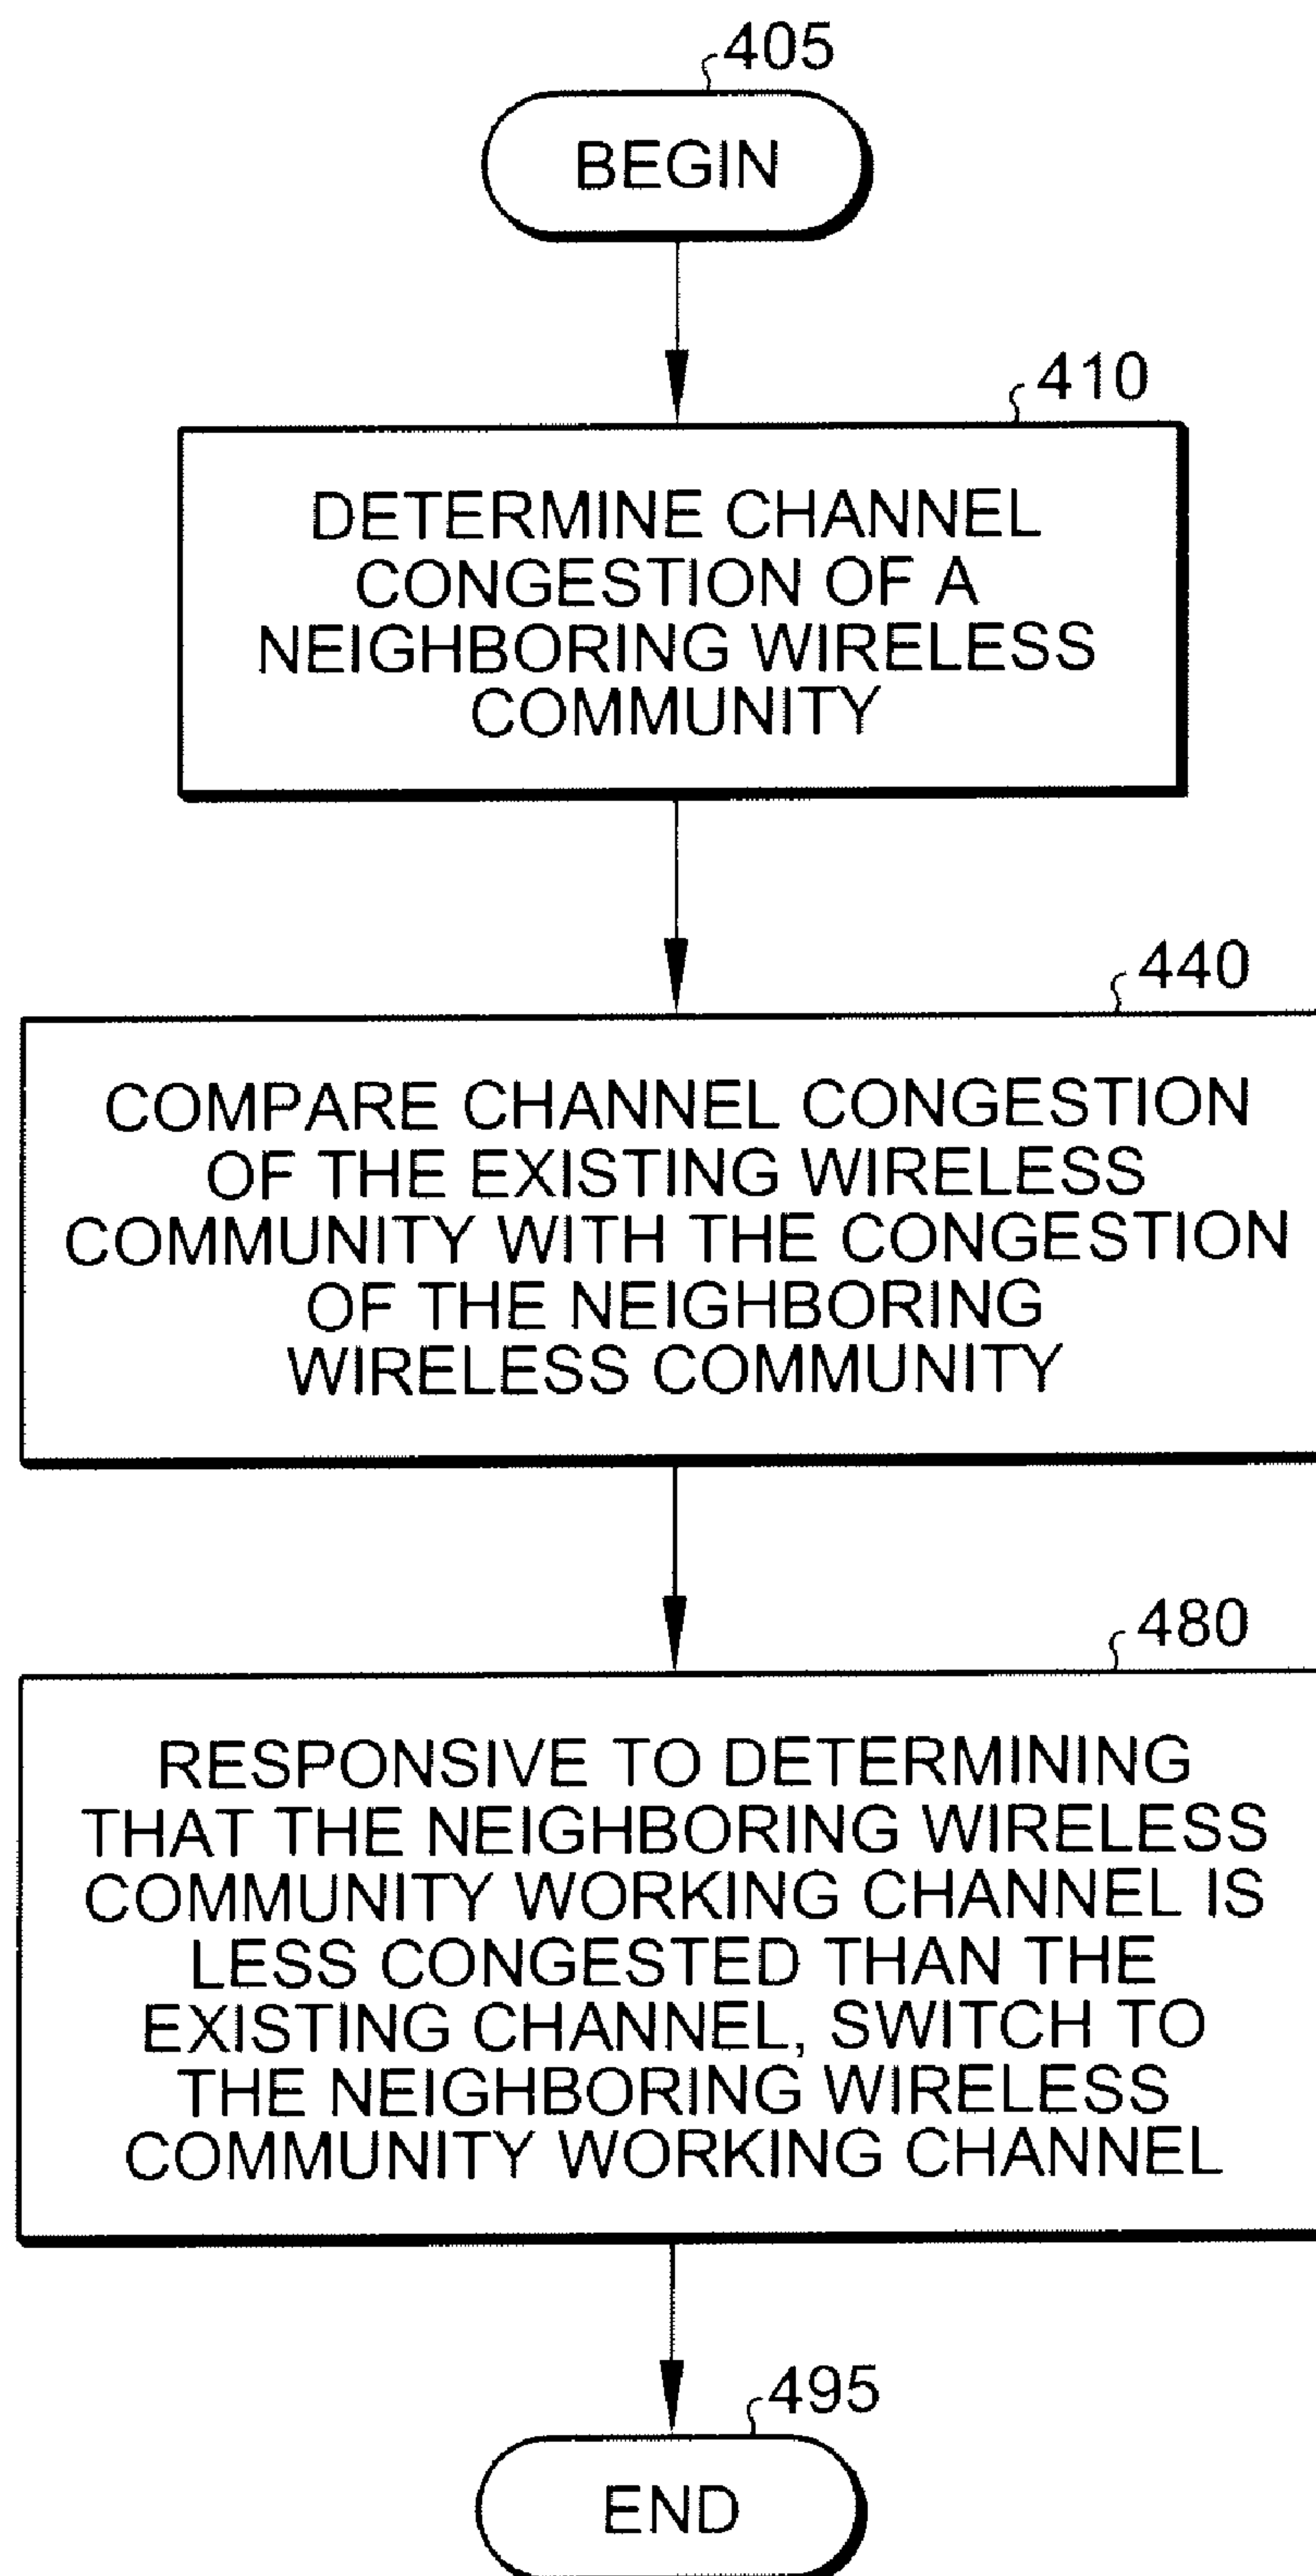 405
BEGIN
410
DETERMINE CHANNEL
CONGESTION OF A
NEIGHBORING WIRELESS
COMMUNITY
440
COMPARE CHANNEL CONGESTION
OF THE EXISTING WIRELESS
COMMUNITY WITH THE CONGESTION
OF THE NEIGHBORING
WIRELESS COMMUNITY
480
RESPONSIVE TO DETERMINING
THAT THE NEIGHBORING WIRELESS
COMMUNITY WORKING CHANNEL IS
LESS CONGESTED THAN THE
EXISTING CHANNEL, SWITCH TO
THE NEIGHBORING WIRELESS
COMMUNITY WORKING CHANNEL
495
END